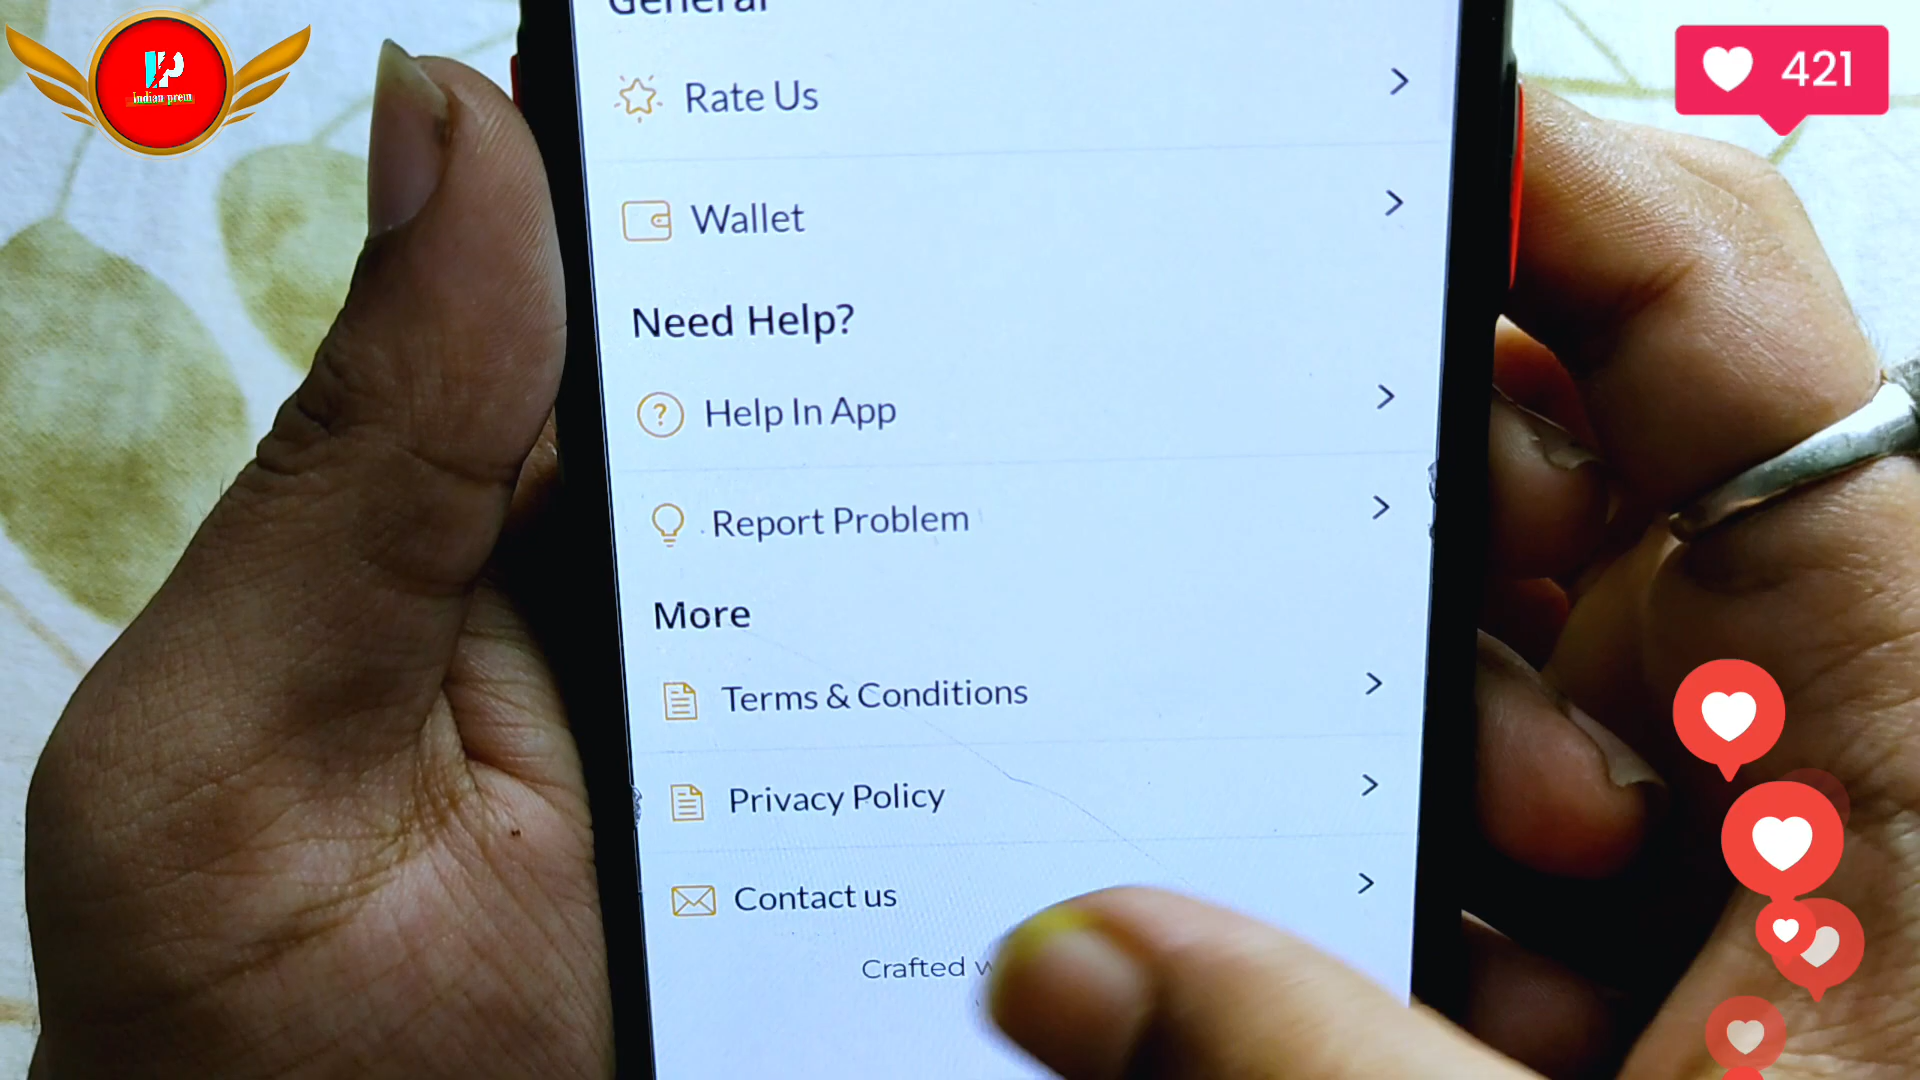 General
Rate Us
Wallet
Need Help?
Help In App
Report Problem
More
Terms & Conditions
Privacy Policy
Contact us
Crafted
421
Indian prem